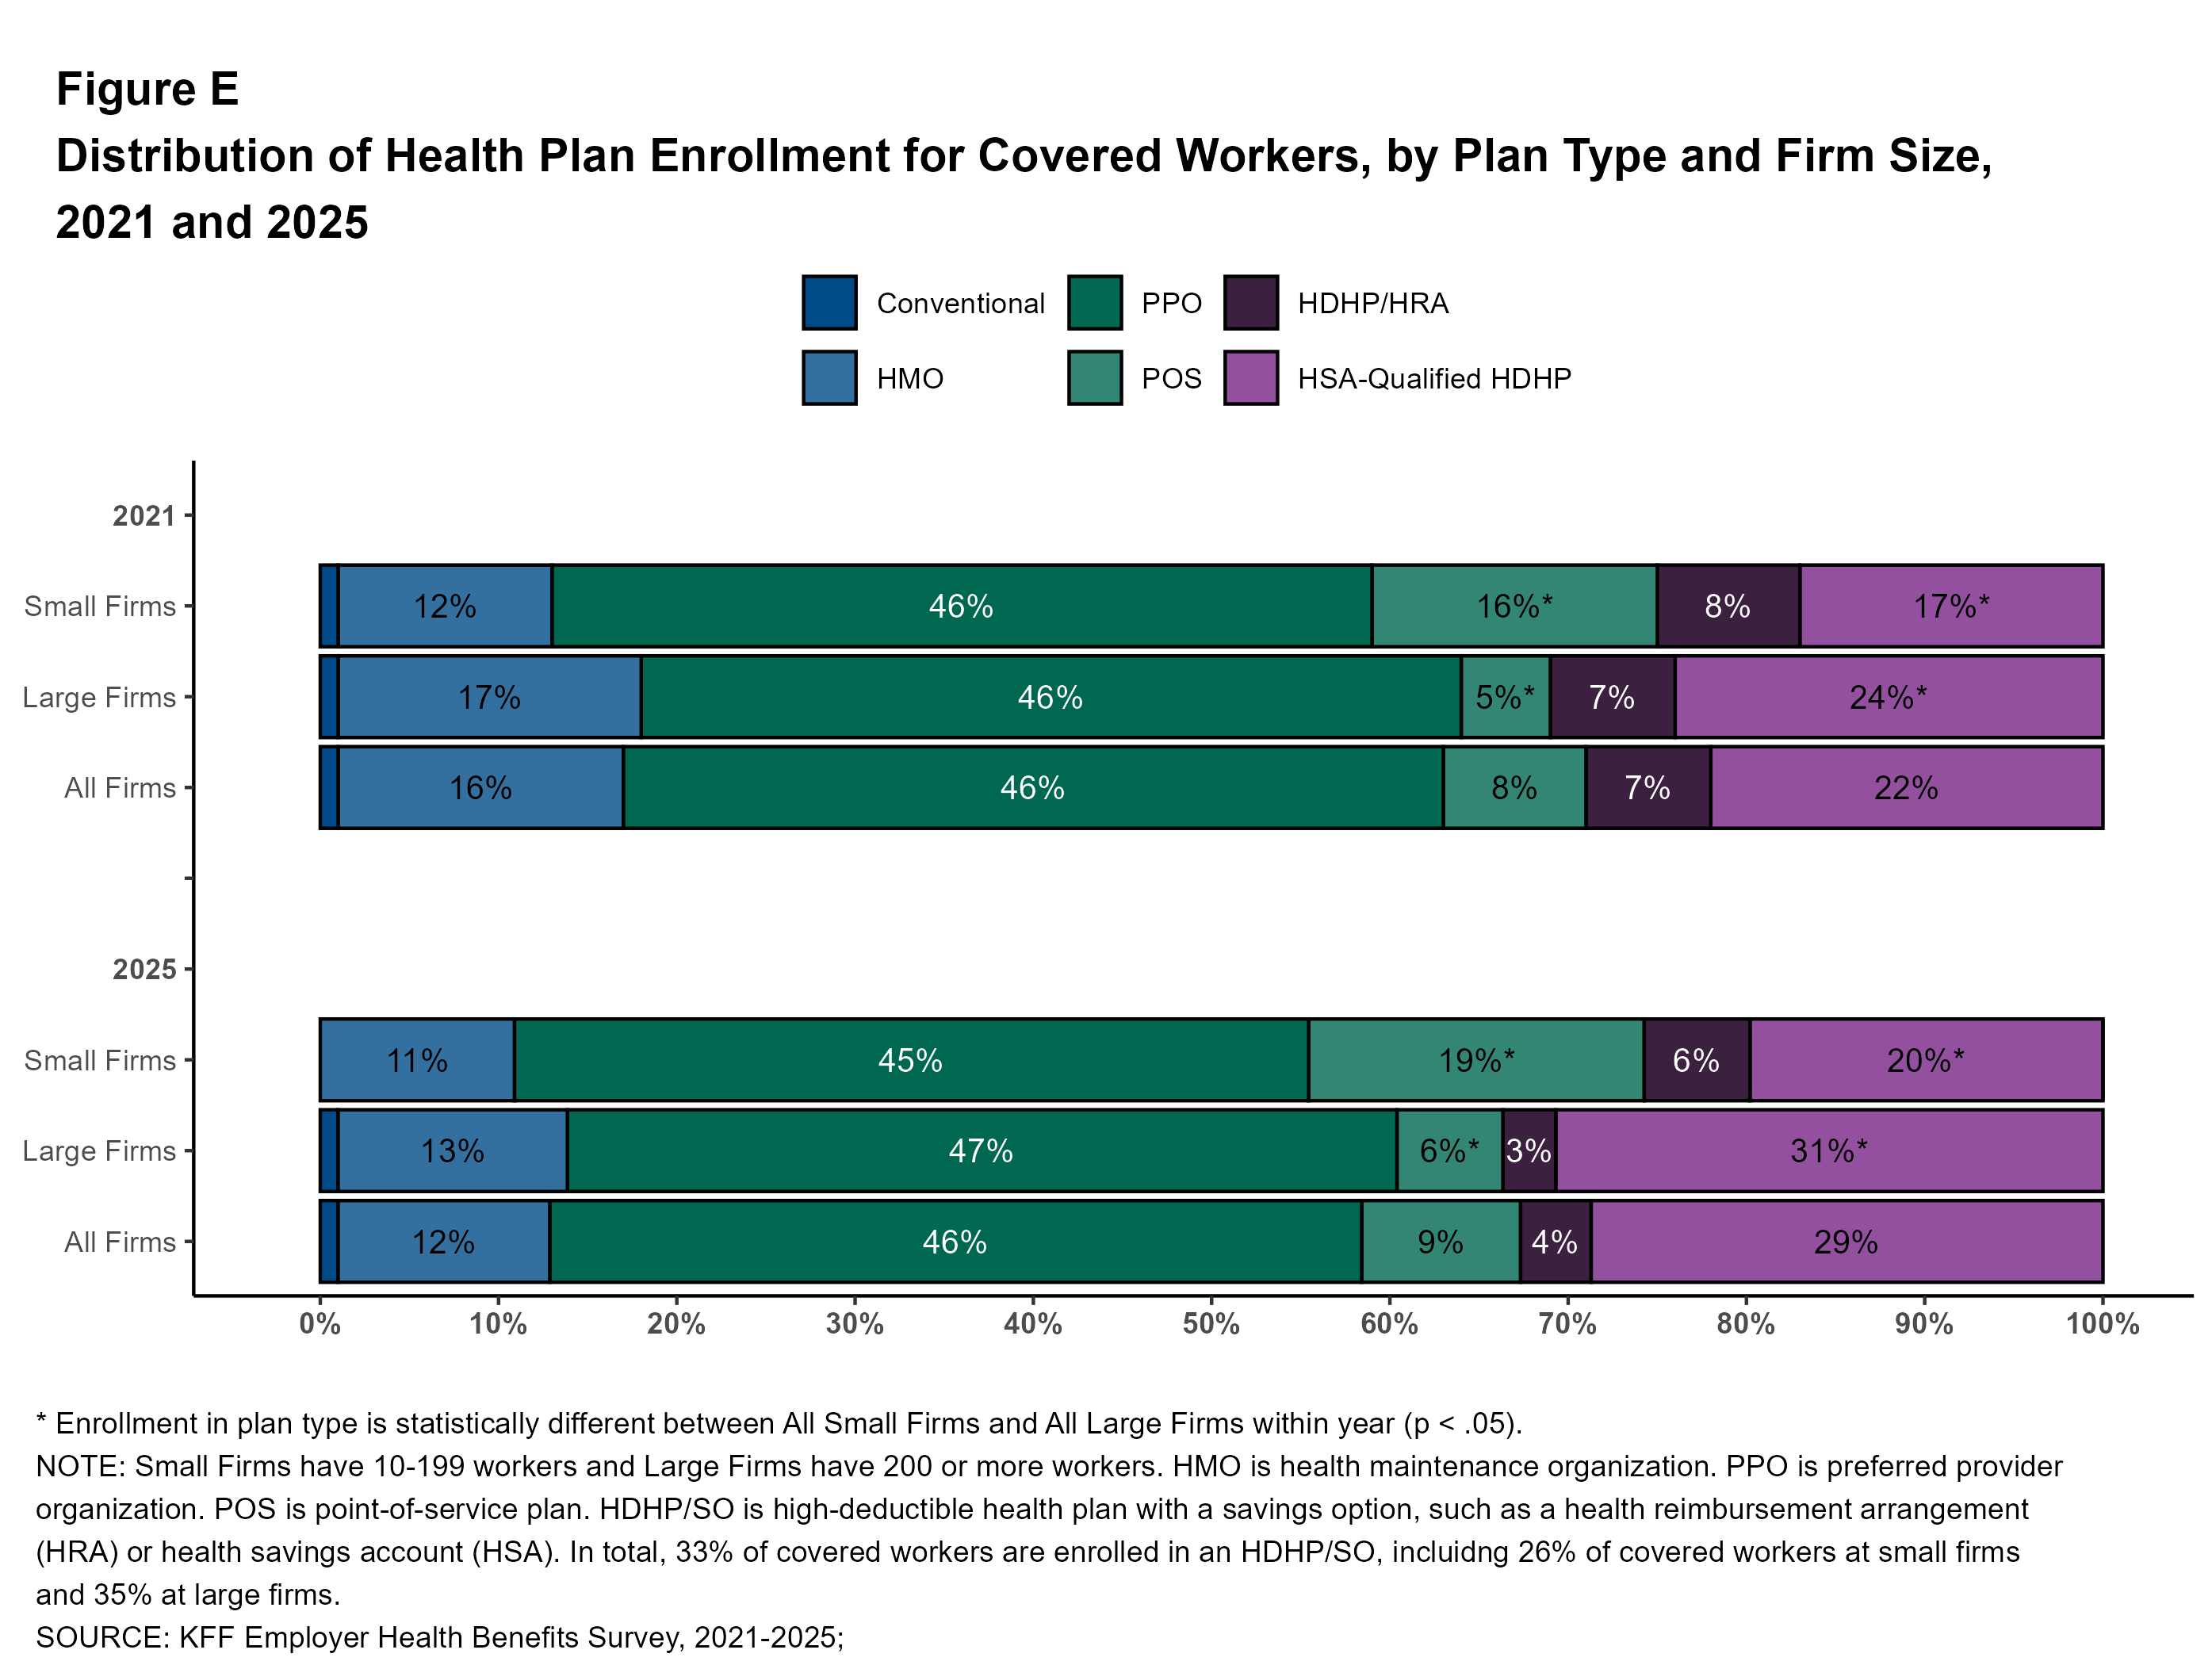 Figure E
Distribution of Health Plan Enrollment for Covered Workers, by Plan Type and Firm Size,
2021 and 2025
Conventional PPO HDHP/HRA
HMO POS HSA-Qualified HDHP
2021
Small Firms 12% 46% 16%* 8% 17%*
Large Firms 17% 46% 5%* 7% 24%*
All Firms 16% 46% 8% 7% 22%
2025
Small Firms 11% 45% 19%* 6% 20%*
Large Firms 13% 47% 6%* 3% 31%*
All Firms 12% 46% 9% 4% 29%
0% 10% 20% 30% 40% 50% 60% 70% 80% 90% 100%
* Enrollment in plan type is statistically different between All Small Firms and All Large Firms within year (p < .05).
NOTE: Small Firms have 10-199 workers and Large Firms have 200 or more workers. HMO is health maintenance organization. PPO is preferred provider
organization. POS is point-of-service plan. HDHP/SO is high-deductible health plan with a savings option, such as a health reimbursement arrangement
(HRA) or health savings account (HSA). In total, 33% of covered workers are enrolled in an HDHP/SO, incluidng 26% of covered workers at small firms
and 35% at large firms.
SOURCE: KFF Employer Health Benefits Survey, 2021-2025;